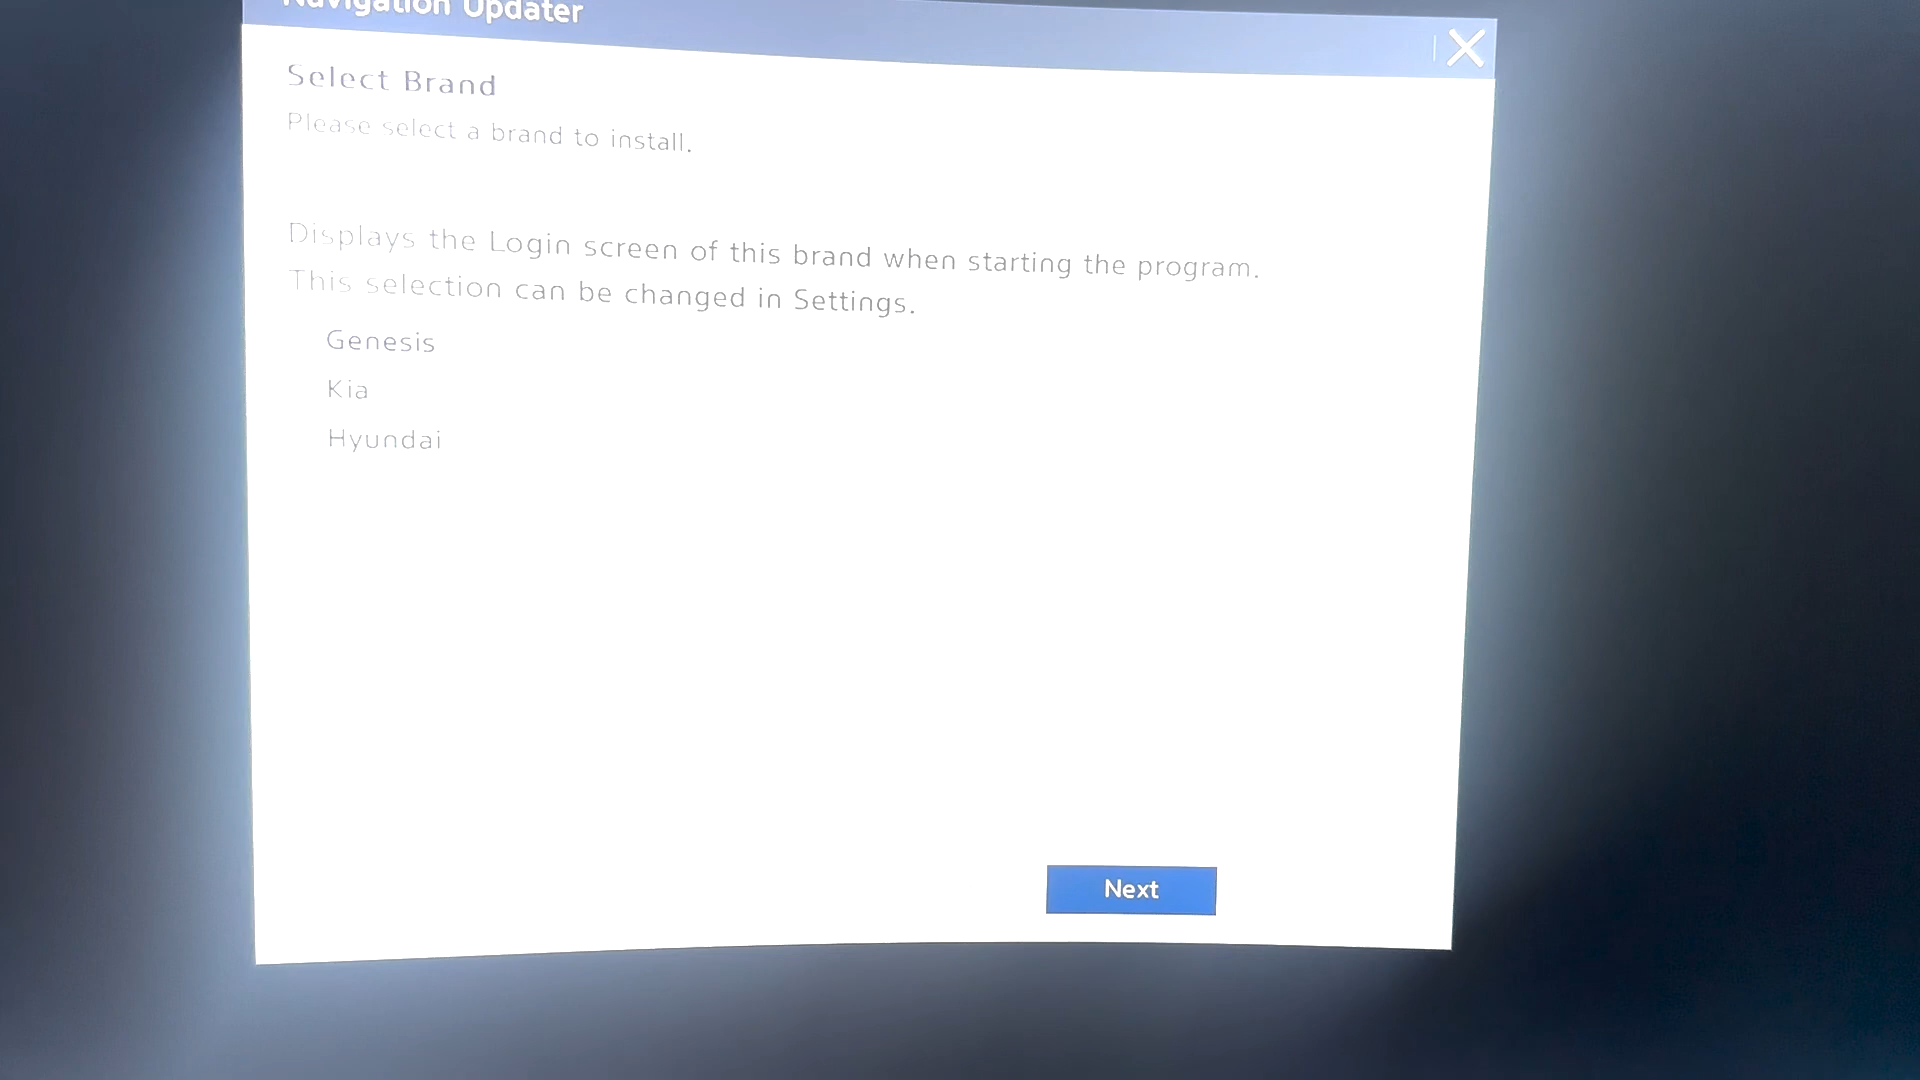 Navigation Updater
Select Brand
Please select a brand to install.
Displays the Login screen of this brand when starting the program.
This selection can be changed in Settings.
Genesis
Kia
Hyundai
Next